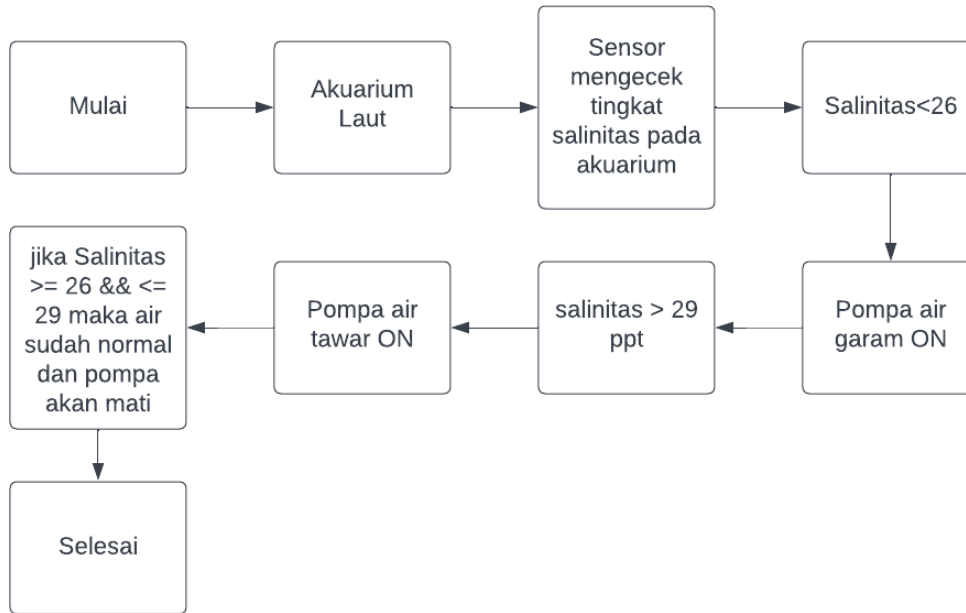 Mulai
Akuarium
Laut
Sensor
mengecek
tingkat
salinitas pada
akuarium
Salinitas<26
Pompa air
garam ON
salinitas > 29
ppt
Pompa air
tawar ON
jika Salinitas
>= 26 && <=
29 maka air
sudah normal
dan pompa
akan mati
Selesai